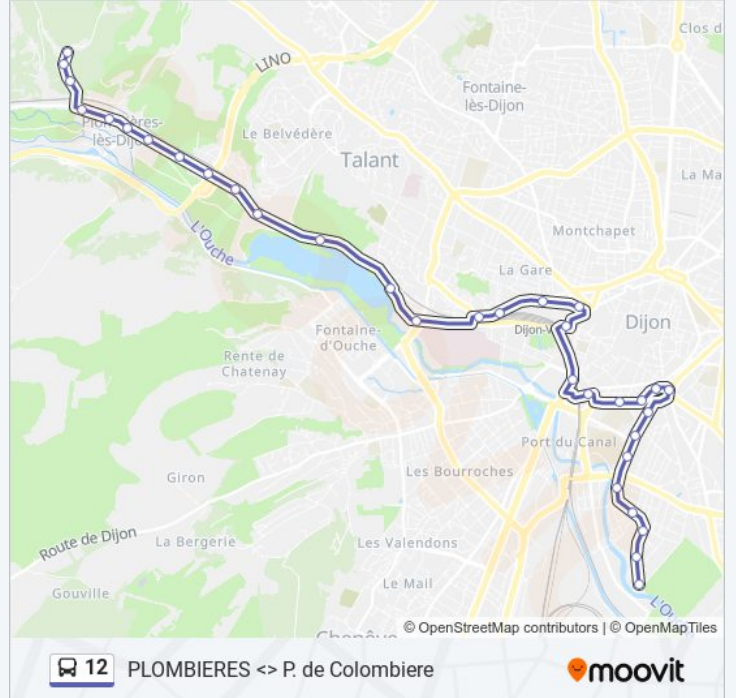 Clos d
LINO
Fontaine-
lès-Dijon
Plombières-
lès-Dijo
Le Belvédère
Talant
La Ma
L'Ouche
Montchapet
La Gare
Dijon-V
Dijon
Fontaine-
d'Ouche
Rente de
Chatenay
Port du Canal
Les Bourroches
Giron
Route de Dijon
La Bergerie
Les Valendons
Le Mail
Gouville
L'Ou
Chenôve
© OpenStreetMap contributors | © OpenMapTiles
12 PLOMBIERES <> P. de Colombiere
moovit